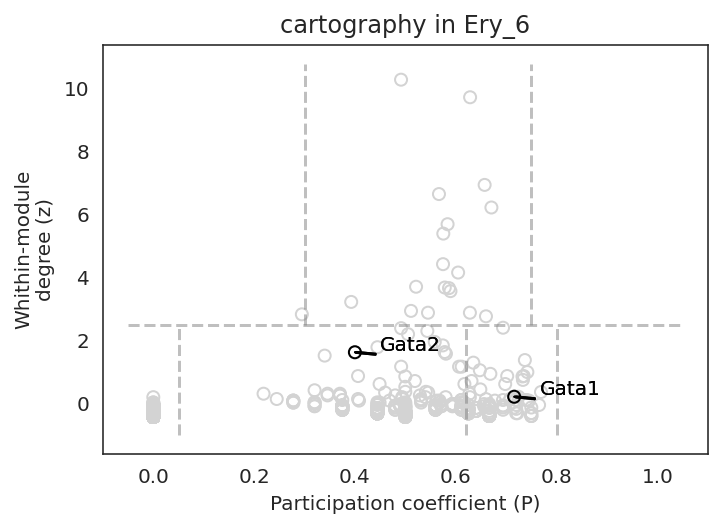 cartography in Ery_6
Whithin-module
degree (z)
10
8
6
4
2
0
Gata2
Gata1
0.0 0.2 0.4 0.6 0.8 1.0
Participation coefficient (P)